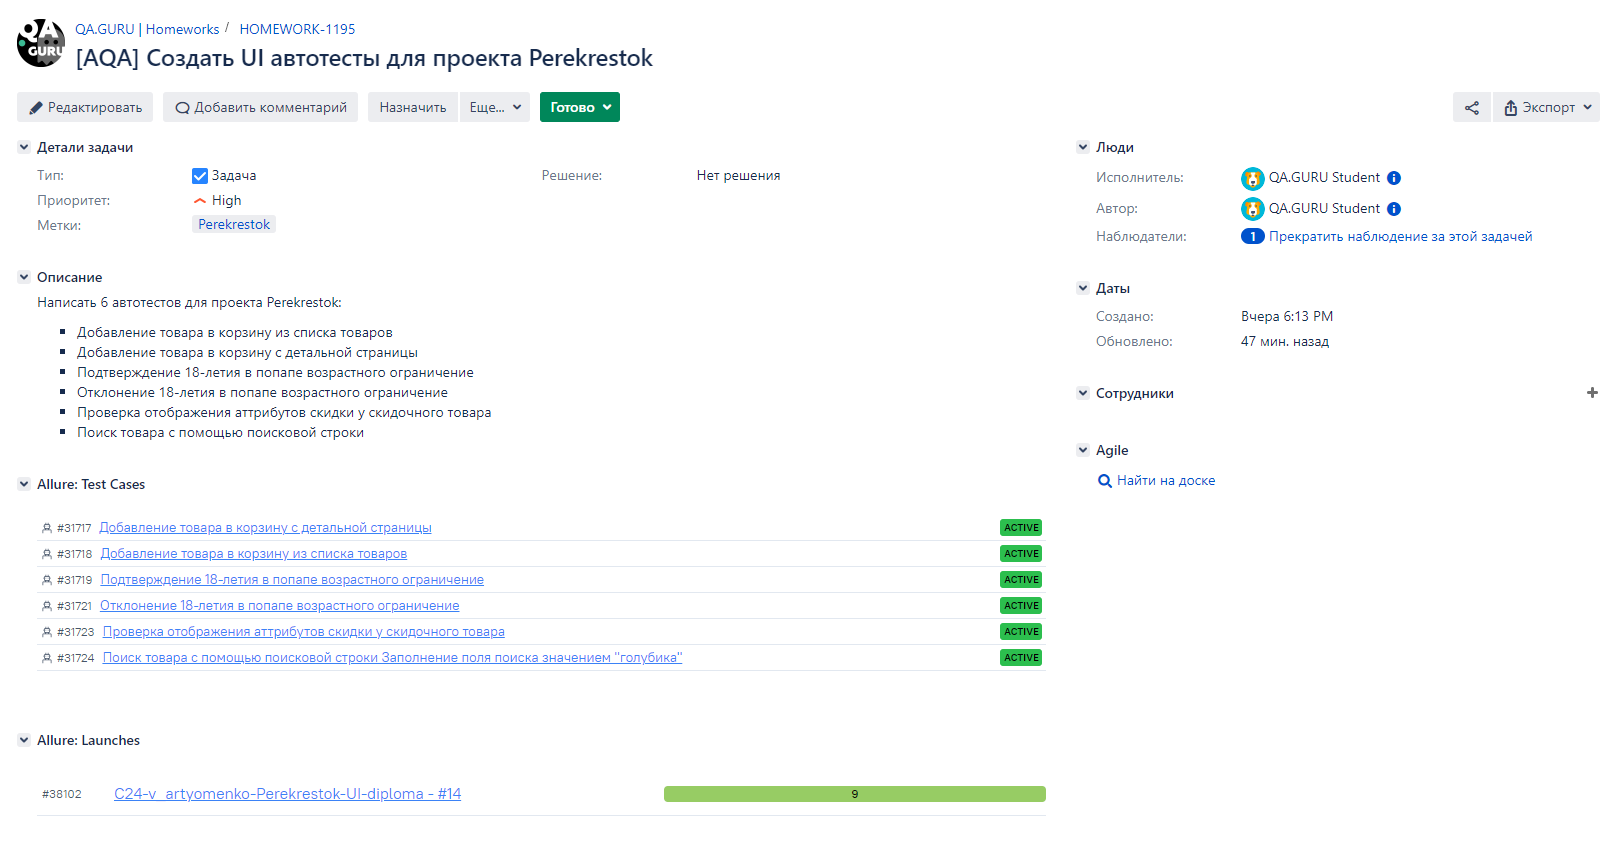 QA
GURU
QA.GURU | Homeworks / HOMEWORK-1195
[AQA] Создать UI автотесты для проекта Perekrestok
Редактировать Добавить комментарий Назначить Еще... Готово Экспорт
Детали задачи
Тип: Задача Решение: Нет решения
Приоритет: High
Метки: Perekrestok
Описание
Написать 6 автотестов для проекта Perekrestok:
▪ Добавление товара в корзину из списка товаров
▪ Добавление товара в корзину с детальной страницы
▪ Подтверждение 18-летия в попапе возрастного ограничение
▪ Отклонение 18-летия в попапе возрастного ограничение
▪ Проверка отображения аттрибутов скидки у скидочного товара
▪ Поиск товара с помощью поисковой строки
Allure: Test Cases
#31717 Добавление товара в корзину с детальной страницы ACTIVE
#31718 Добавление товара в корзину из списка товаров ACTIVE
#31719 Подтверждение 18-летия в попапе возрастного ограничение ACTIVE
#31721 Отклонение 18-летия в попапе возрастного ограничение ACTIVE
#31723 Проверка отображения аттрибутов скидки у скидочного товара ACTIVE
#31724 Поиск товара с помощью поисковой строки Заполнение поля поиска значением "голубика" ACTIVE
Allure: Launches
#38102 C24-v_artyomenko-Perekrestok-UI-diploma - #14 9
Люди
Исполнитель: QA.GURU Student
Автор: QA.GURU Student
Наблюдатели: 1 Прекратить наблюдение за этой задачей
Даты
Создано: Вчера 6:13 PM
Обновлено: 47 мин. назад
Сотрудники
Agile
Найти на доске